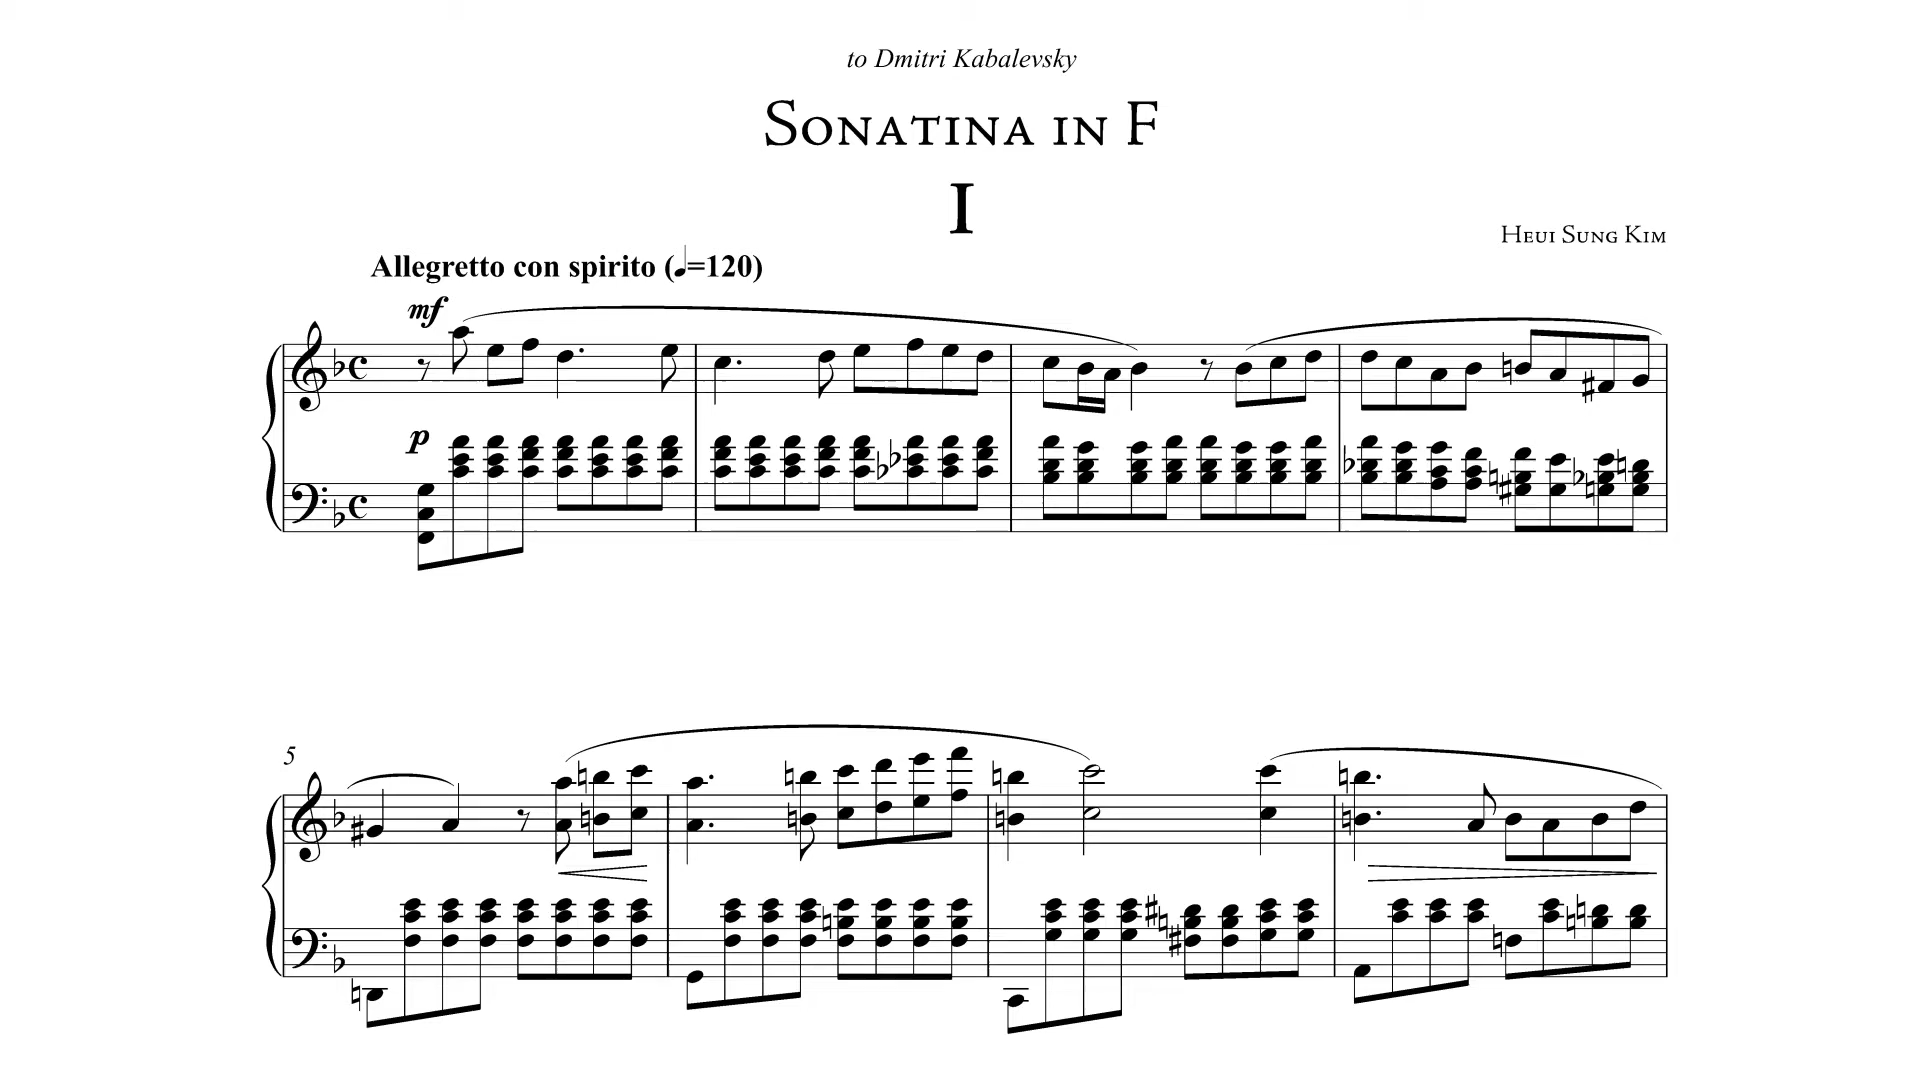 to Dmitri Kabalevsky
Sonatina in F
I
Heui Sung Kim
Allegretto con spirito (♩=120)
mf
p
5